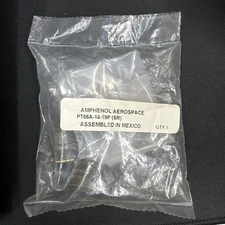 AMPHENOL AEROSPACE
PT06A-14-19P (SR)
ASSEMBLED IN MEXICO
QTY.1